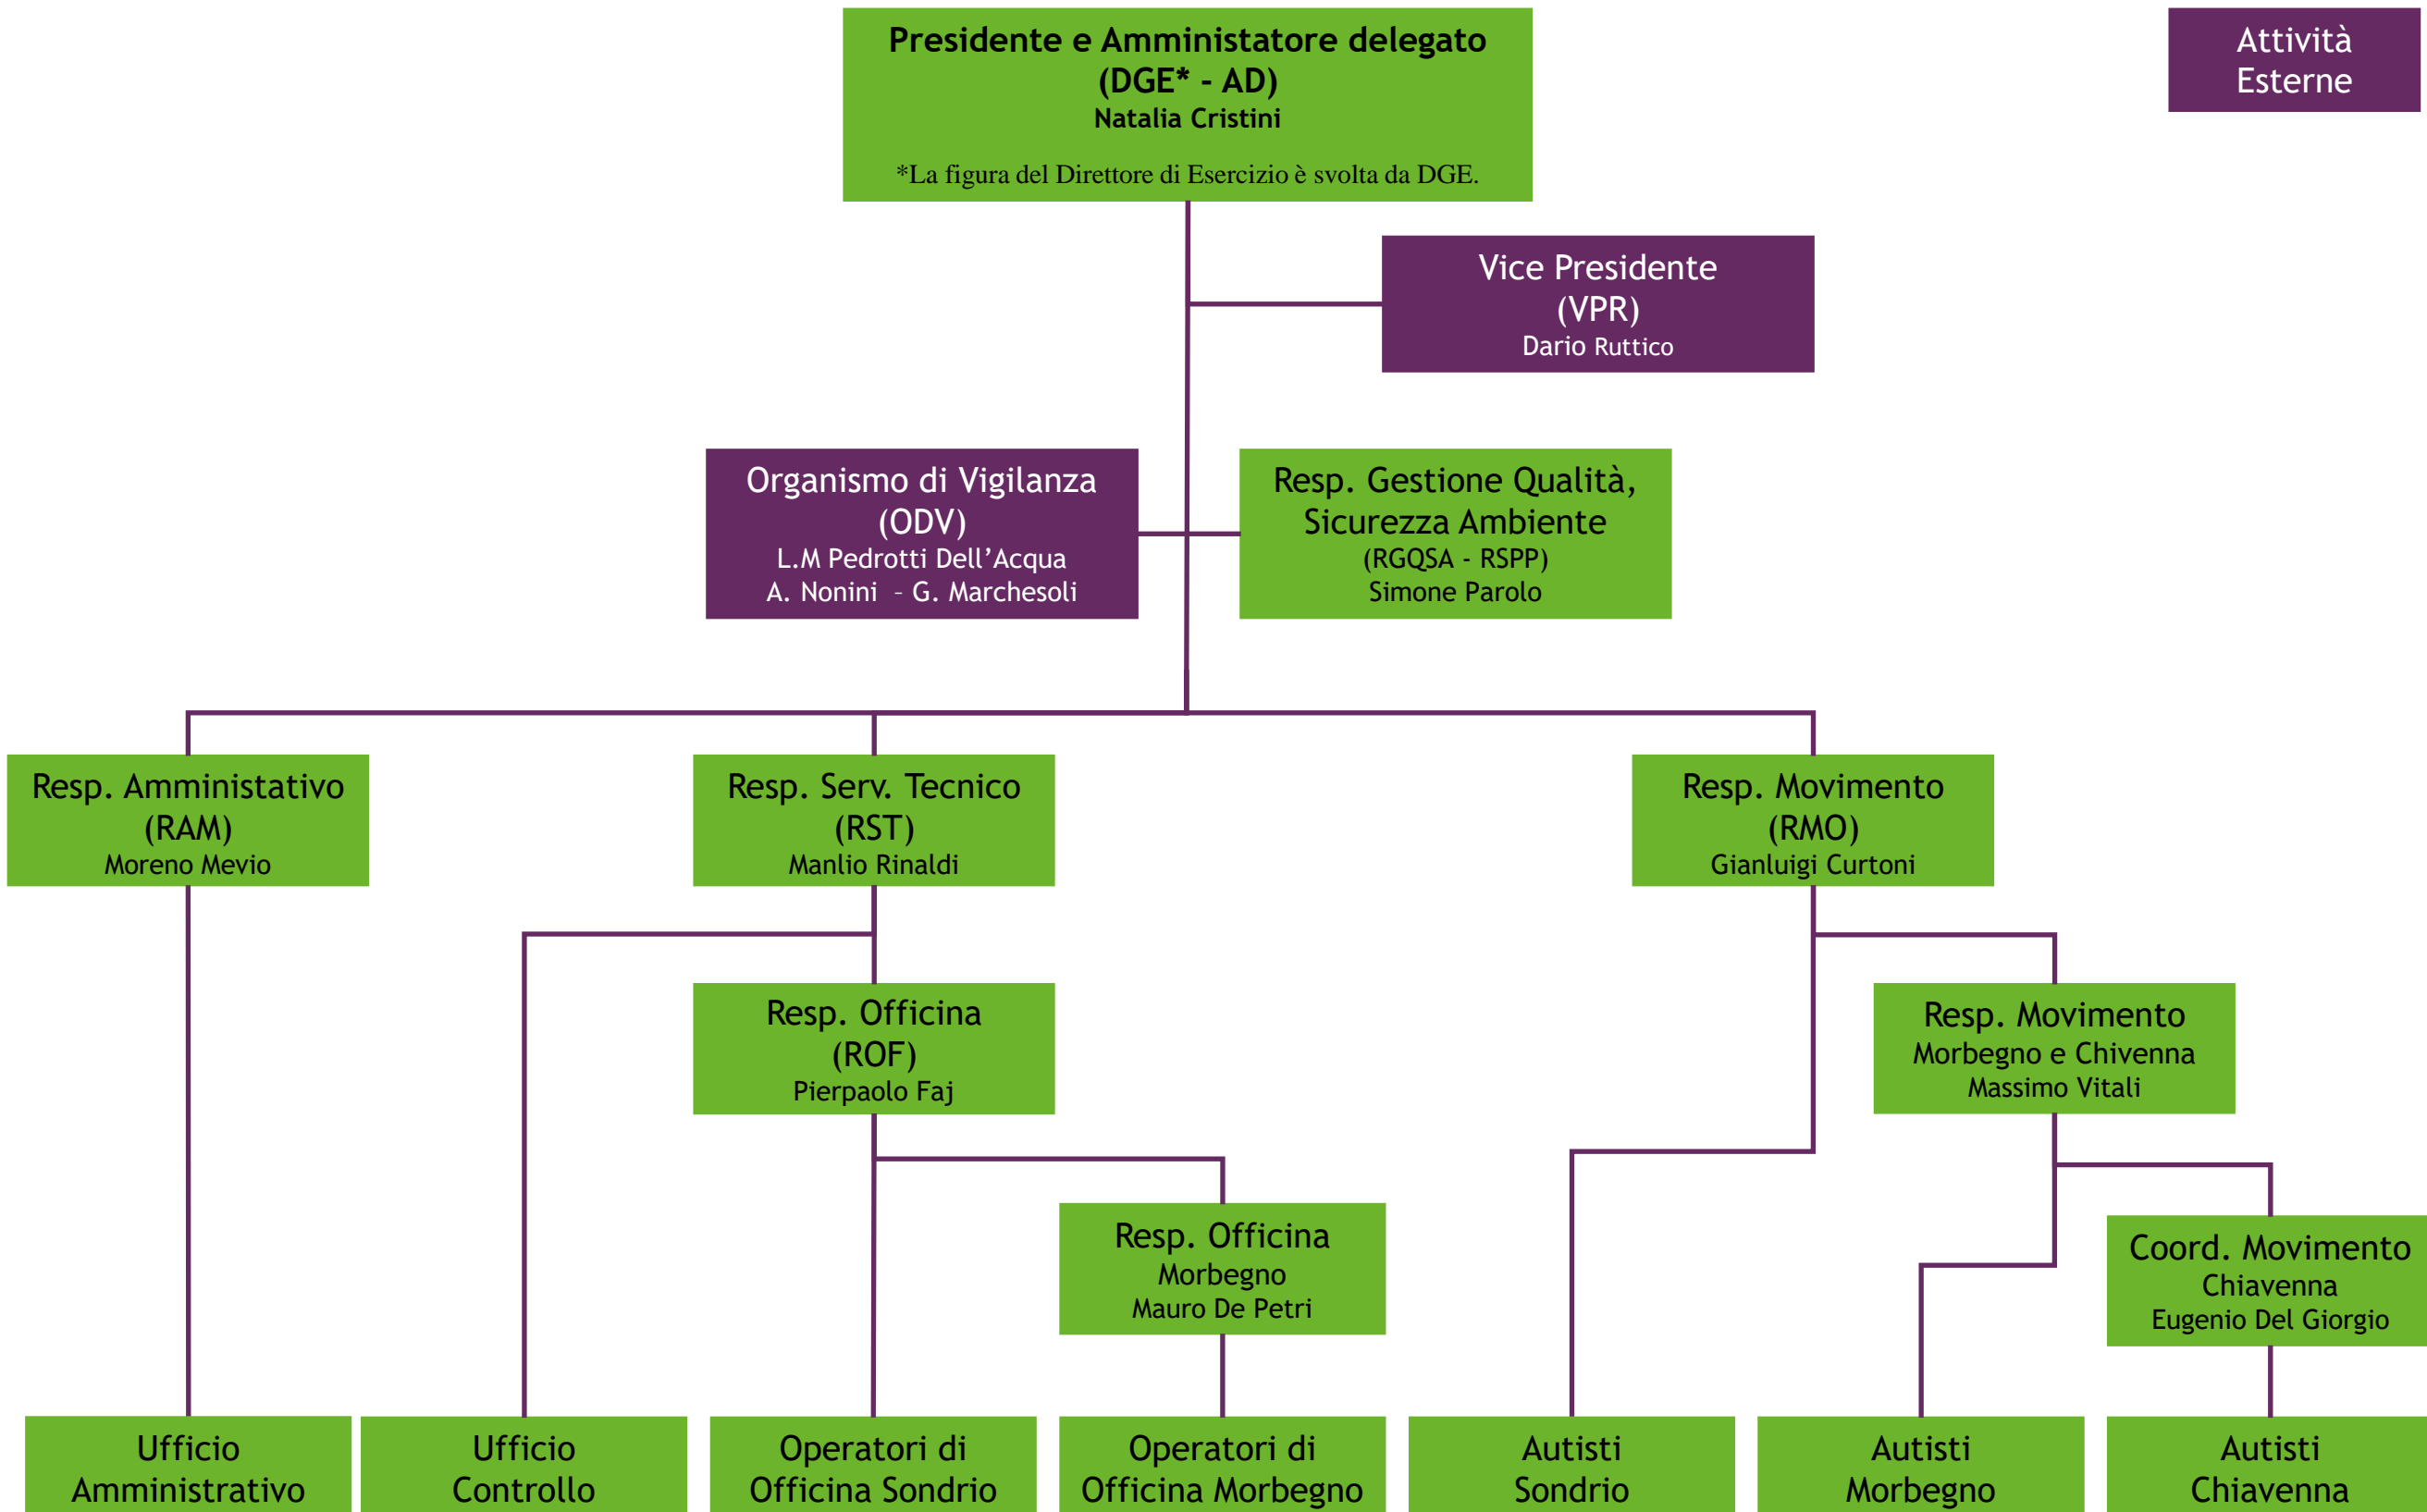 Presidente e Amministatore delegato
(DGE* - AD)
Natalia Cristini
*La figura del Direttore di Esercizio è svolta da DGE.
Attività
Esterne
Vice Presidente
(VPR)
Dario Ruttico
Organismo di Vigilanza
(ODV)
L.M Pedrotti Dell’Acqua
A. Nonini – G. Marchesoli
Resp. Gestione Qualità,
Sicurezza Ambiente
(RGQSA - RSPP)
Simone Parolo
Resp. Amministativo
(RAM)
Moreno Mevio
Resp. Serv. Tecnico
(RST)
Manlio Rinaldi
Resp. Movimento
(RMO)
Gianluigi Curtoni
Resp. Officina
(ROF)
Pierpaolo Faj
Resp. Movimento
Morbegno e Chivenna
Massimo Vitali
Resp. Officina
Morbegno
Mauro De Petri
Coord. Movimento
Chiavenna
Eugenio Del Giorgio
Ufficio
Amministrativo
Ufficio
Controllo
Operatori di
Officina Sondrio
Operatori di
Officina Morbegno
Autisti
Sondrio
Autisti
Morbegno
Autisti
Chiavenna